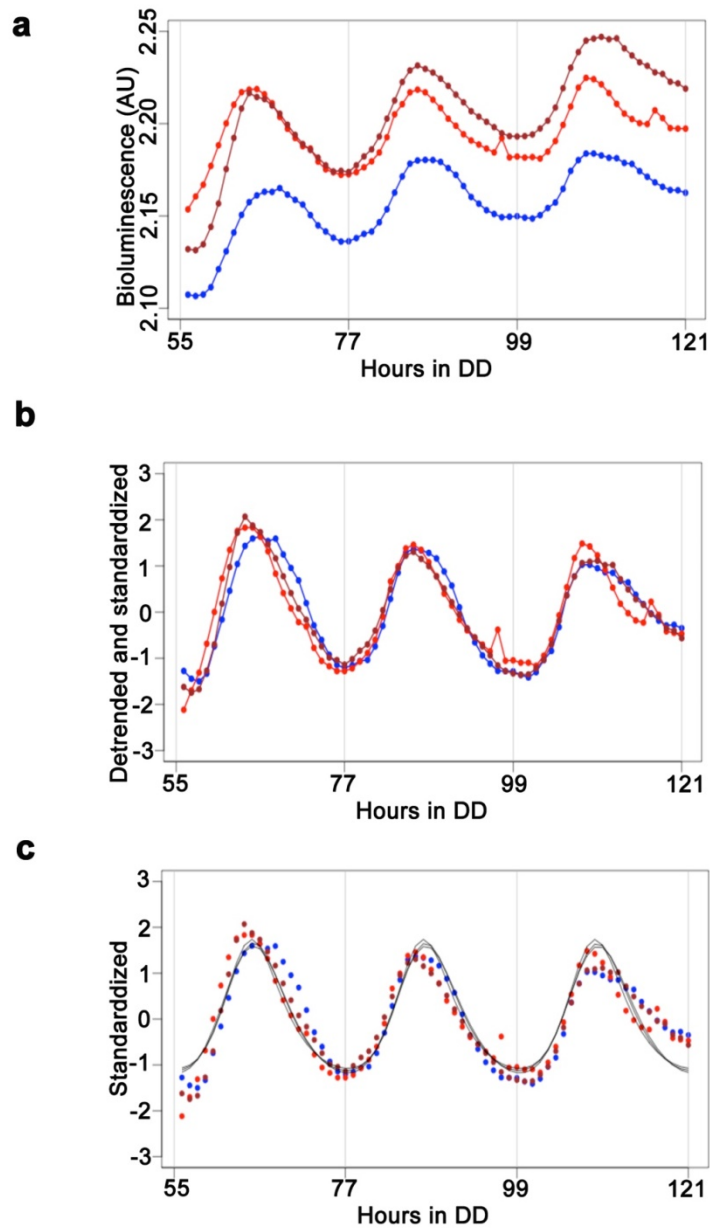 a
Bioluminescence (AU)
2.25
2.20
2.15
2.10
55 77 99 121
Hours in DD
b
Detrended and standarddized
3
2
1
0
-1
-2
-3
55 77 99 121
Hours in DD
c
Standarddized
3
2
1
0
-1
-2
-3
55 77 99 121
Hours in DD